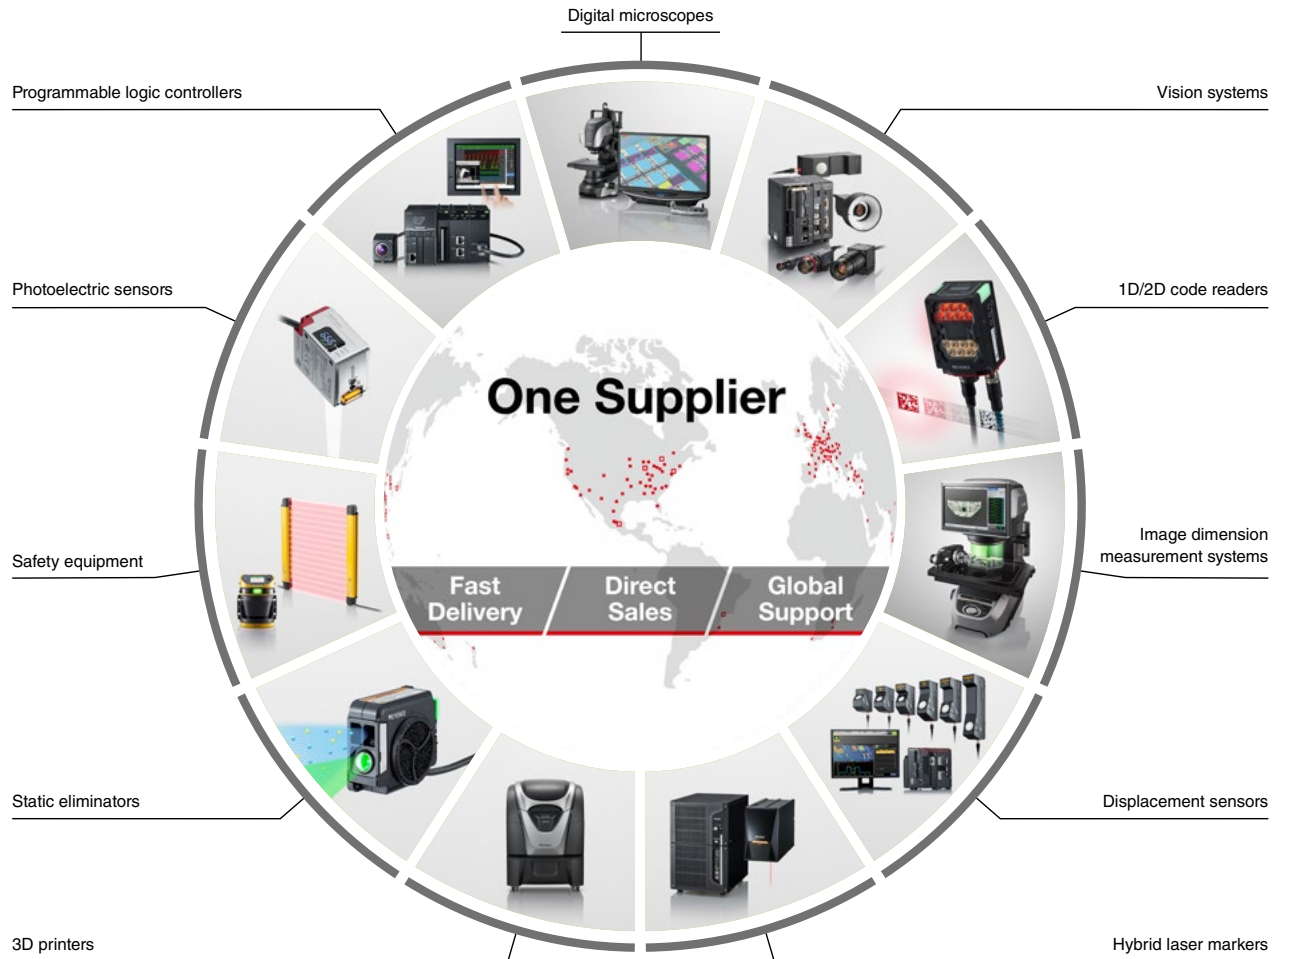 Digital microscopes
Programmable logic controllers
Vision systems
Photoelectric sensors
1D/2D code readers
One Supplier
Image dimension
measurement systems
Safety equipment
Fast
Delivery
Direct
Sales
Global
Support
Static eliminators
Displacement sensors
3D printers
Hybrid laser markers